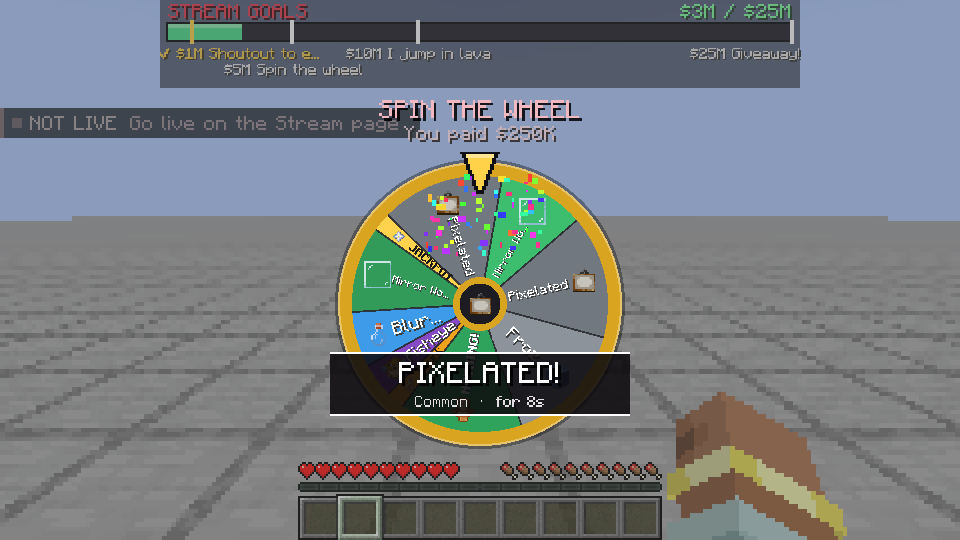 STREAM GOALS
$3M / $25M
✔ $1M Shoutout to e...
$10M I jump in lava
$25M Giveaway!
$5M Spin the wheel
NOT LIVE Go live on the Stream page
SPIN THE WHEEL
You paid $250K
Pixelated
Mirror Wo...
Pixelated
Mirror Wo...
Blur...
PIXELATED!
Common · for 8s